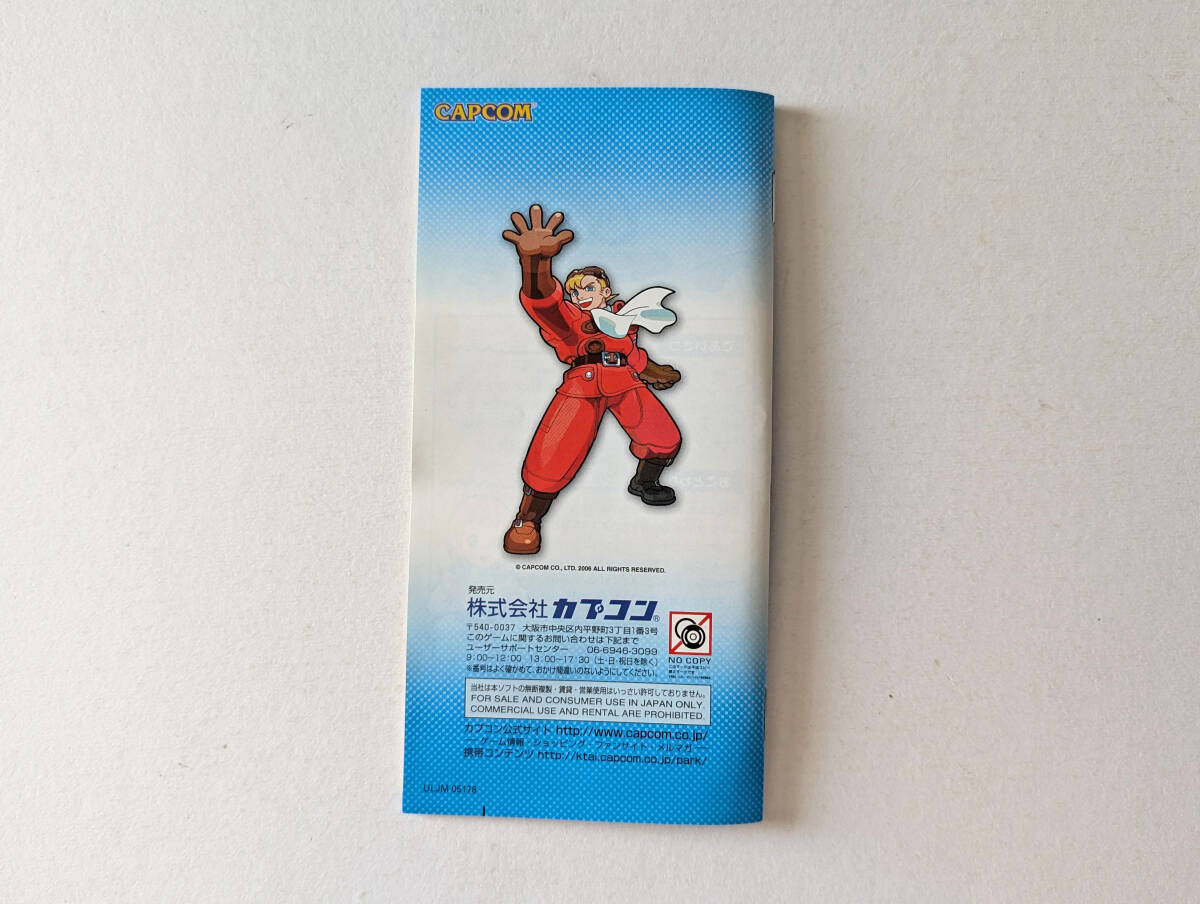 CAPCOM®
© CAPCOM CO., LTD. 2006 ALL RIGHTS RESERVED.
発売元
株式会社 カプコン®
〒540-0037 大阪市中央区内平野町3丁目1番3号
このゲームに関するお問い合わせは下記まで
ユーザーサポートセンター 06-6946-3099
9:00~12:00 13:00~17:30 (土・日・祝日を除く)
※番号はよく確かめて、おかけ間違いのないようにしてください。
NO COPY
当社は本ソフトの無断複製・賃貸・営業使用はいっさい許可しておりません。
FOR SALE AND CONSUMER USE IN JAPAN ONLY.
COMMERCIAL USE AND RENTAL ARE PROHIBITED.
カプコン公式サイト http://www.capcom.co.jp/
ーゲーム情報・ショッピング・ファンサイト・メルマガー
携帯コンテンツ http://ktai.capcom.co.jp/park/
ULJM 05178